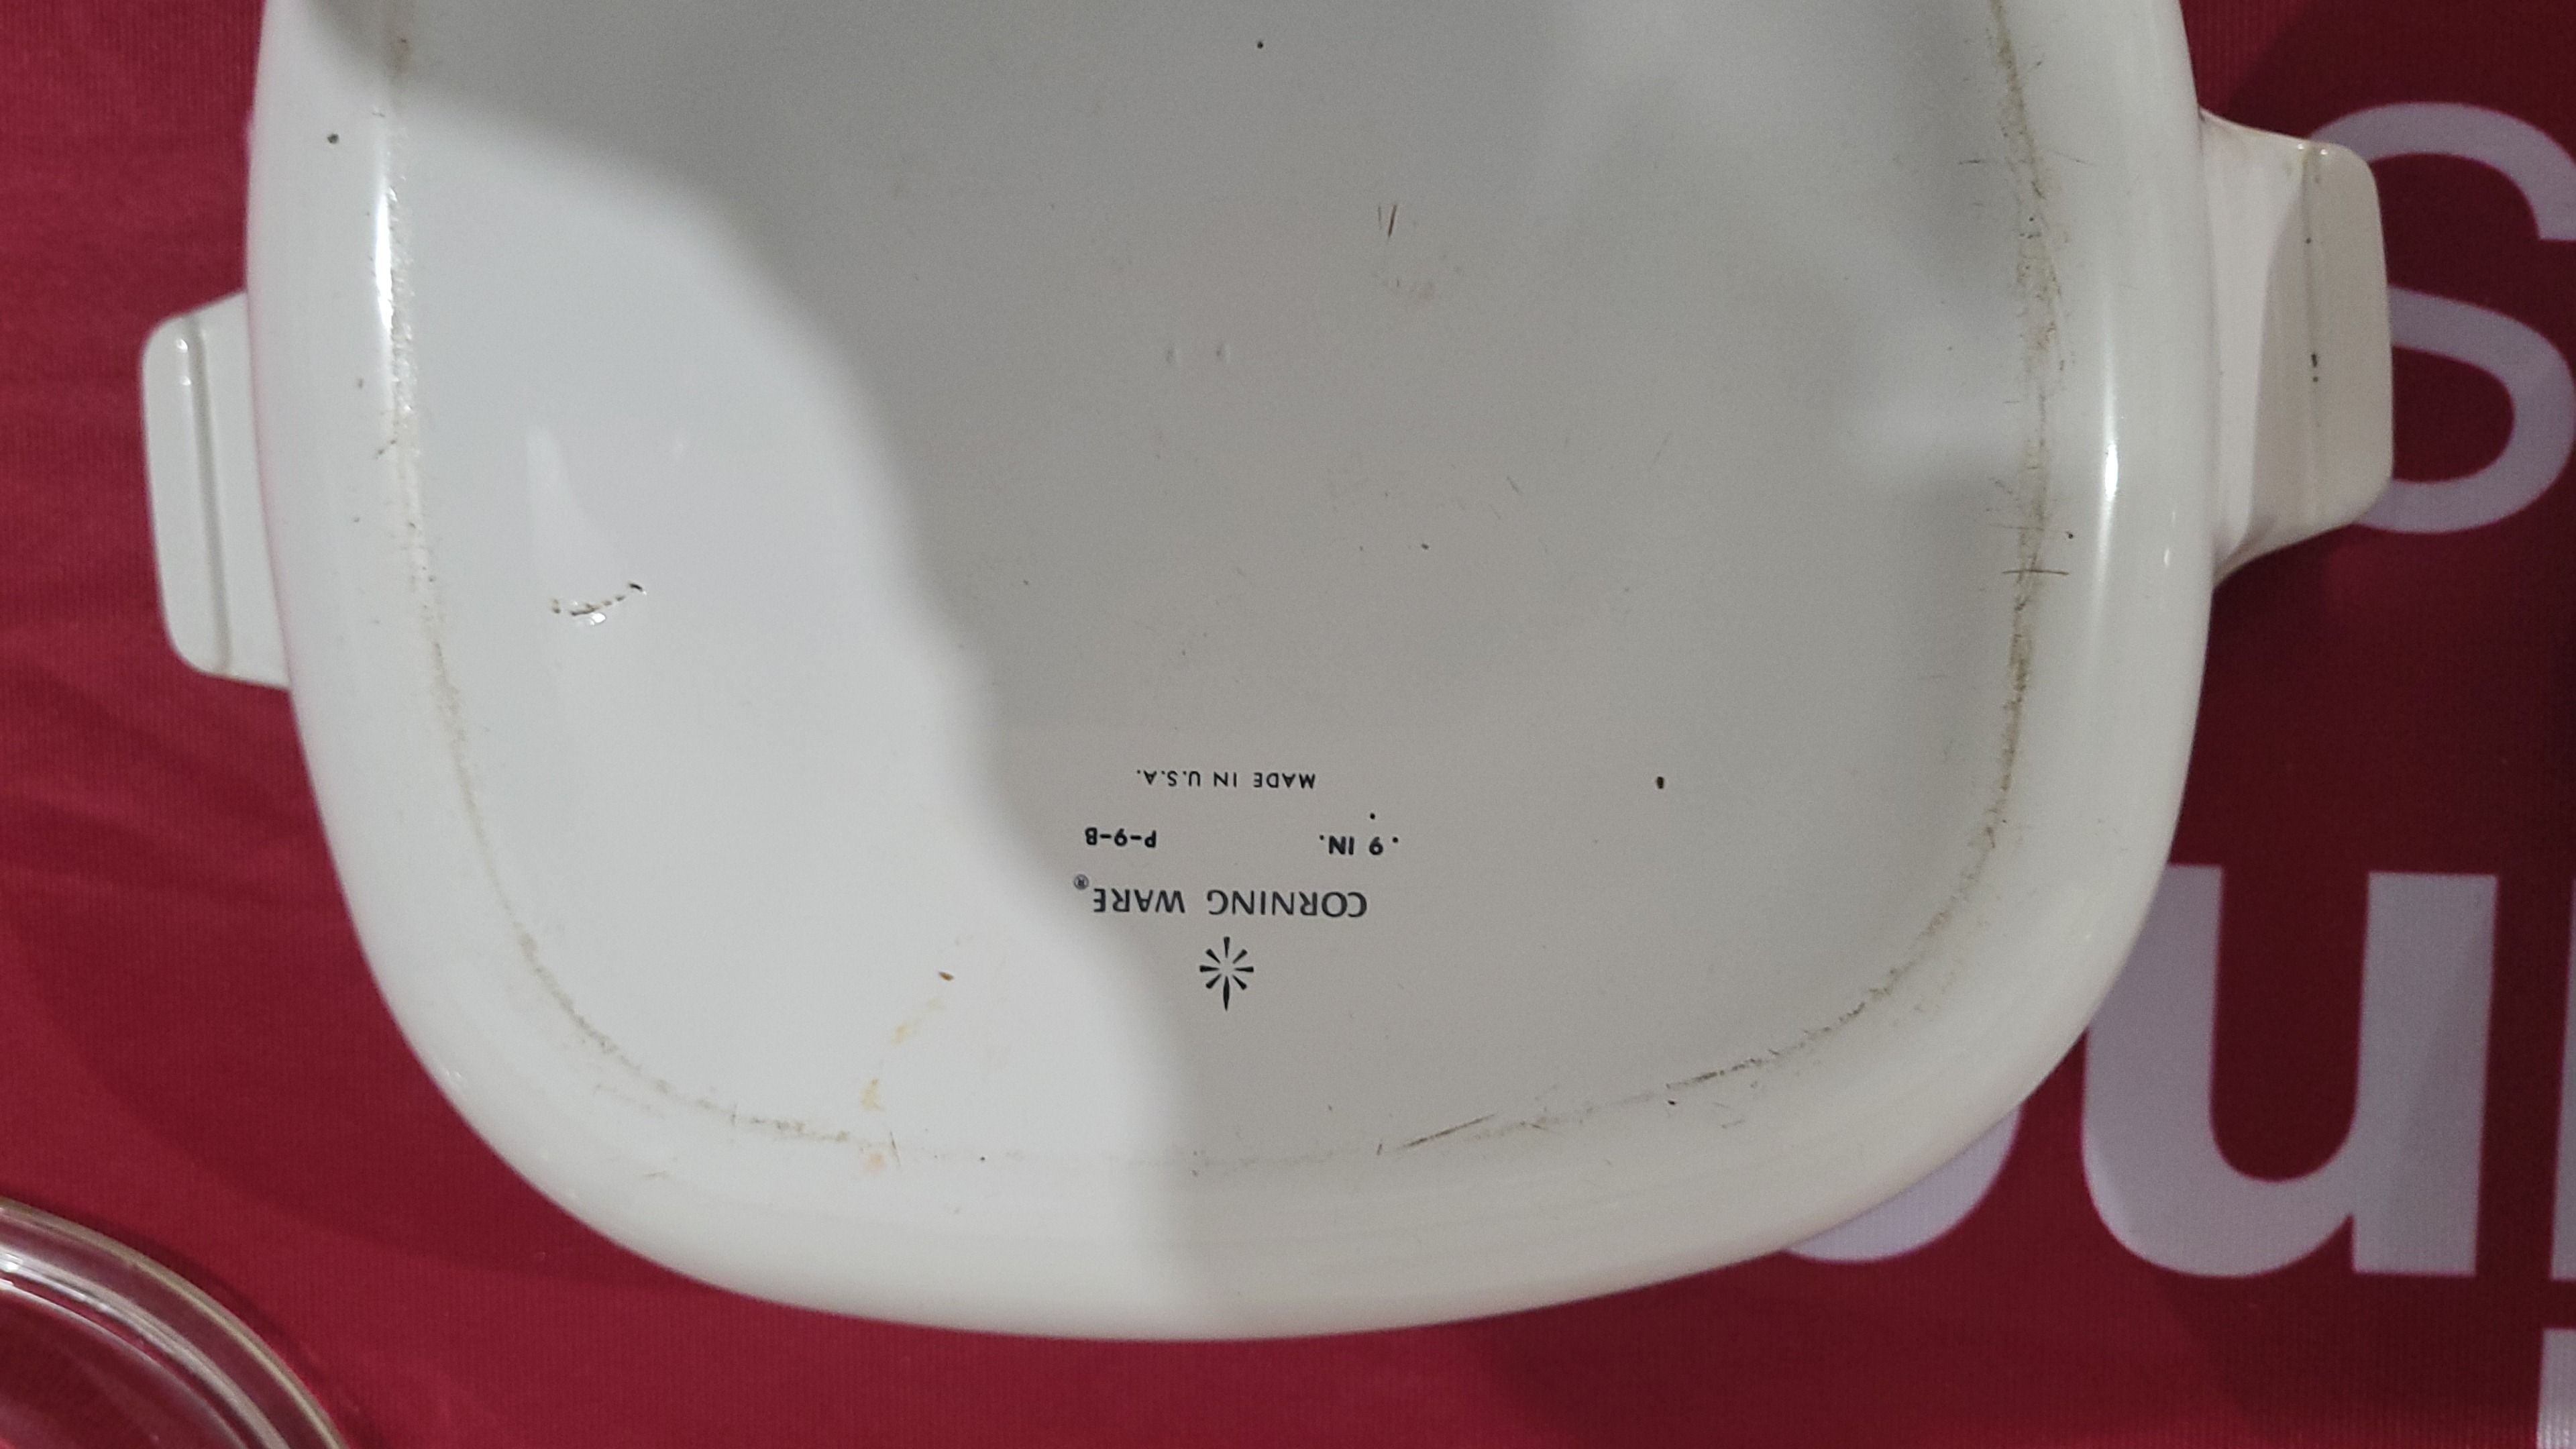 CORNING WARE®
9 IN. P-9-B
MADE IN U.S.A.